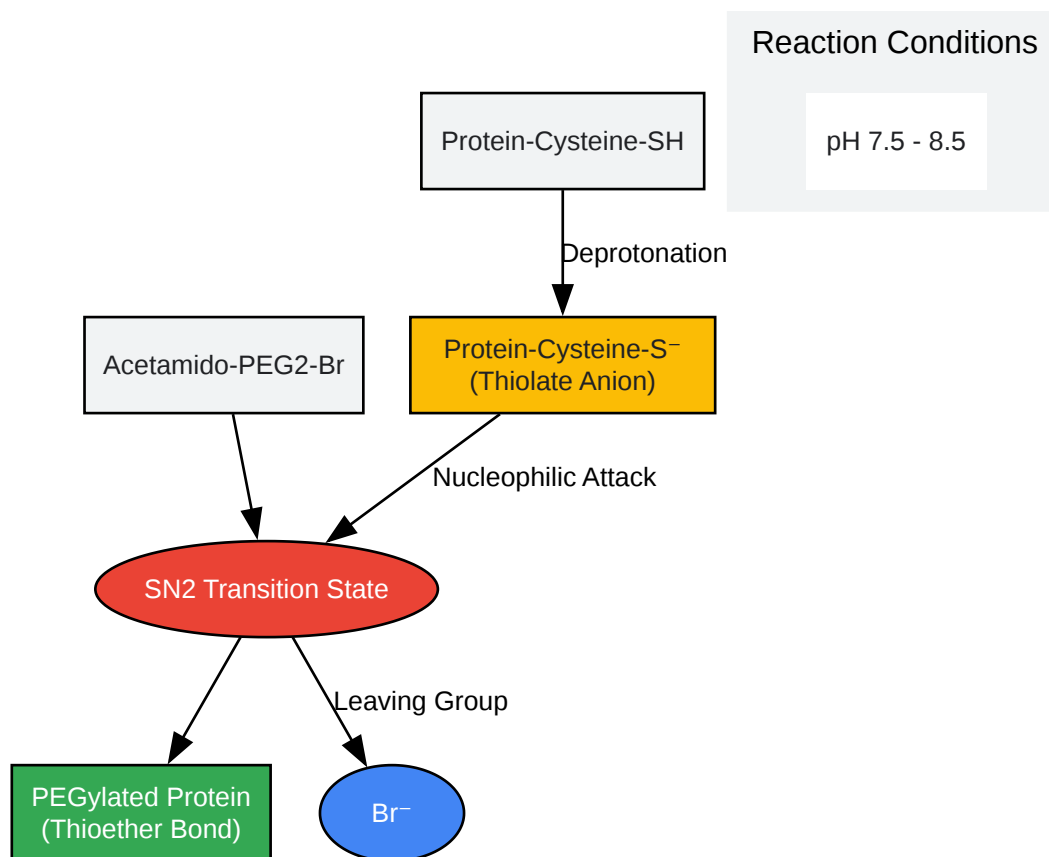 Reaction Conditions
Protein-Cysteine-SH
pH 7.5 - 8.5
Deprotonation
Acetamido-PEG2-Br
Protein-Cysteine-S⁻
(Thiolate Anion)
Nucleophilic Attack
SN2 Transition State
Leaving Group
PEGylated Protein
(Thioether Bond)
Br⁻